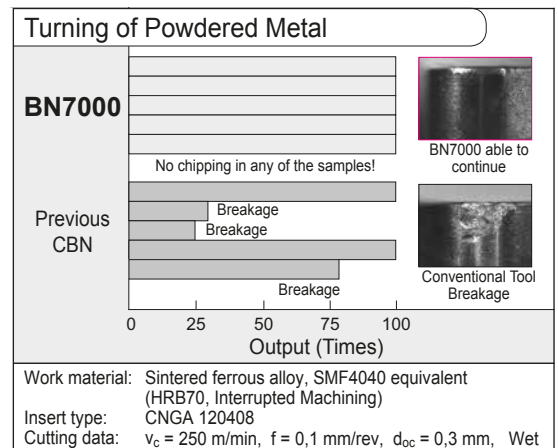 Turning of Powdered Metal
BN7000
No chipping in any of the samples!
BN7000 able to
continue
Previous
CBN
Breakage
Breakage
Breakage
Conventional Tool
Breakage
0 25 50 75 100
Output (Times)
Work material: Sintered ferrous alloy, SMF4040 equivalent
(HRB70, Interrupted Machining)
Insert type: CNGA 120408
Cutting data: vc = 250 m/min, f = 0,1 mm/rev, doc = 0,3 mm, Wet